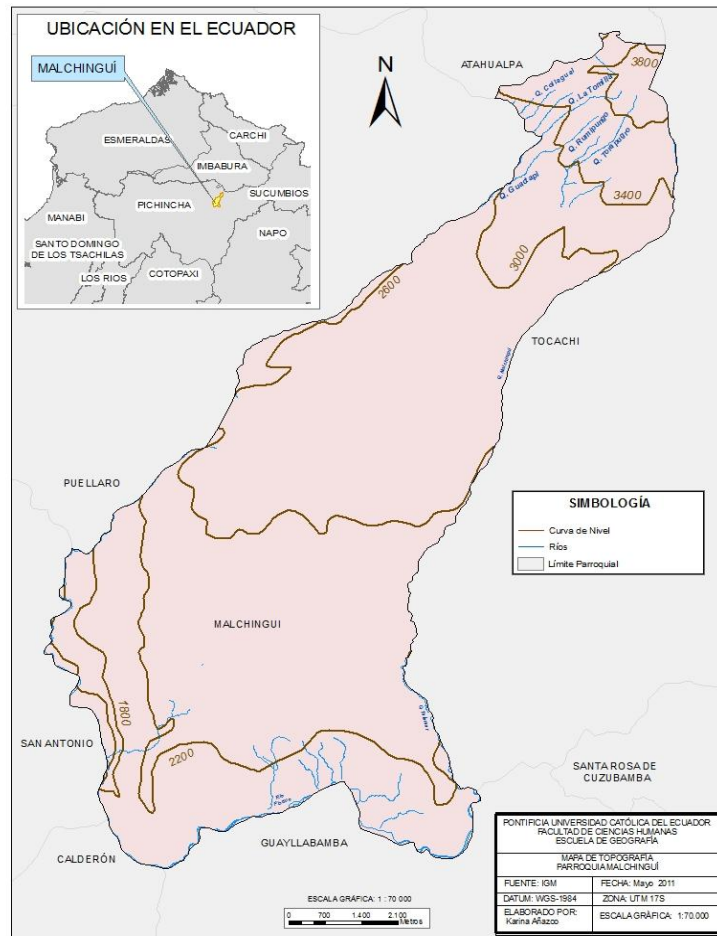 UBICACIÓN EN EL ECUADOR
MALCHINGUÍ
ESMERALDAS
CARCHI
IMBABURA
SUCUMBIOS
PICHINCHA
MANABI
NAPO
SANTO DOMINGO
DE LOS TSACHILAS
COTOPAXI
LOS RIOS
N
ATAHUALPA
3800
Q. La Tomilla
Q. Rumipungo
Q. Guadapi
3400
3000
2600
TOCACHI
PUELLARO
SIMBOLOGÍA
Curva de Nivel
Ríos
Límite Parroquial
MALCHINGUI
1800
SAN ANTONIO
2200
SANTA ROSA DE
CUZUBAMBA
GUAYLLABAMBA
CALDERÓN
ESCALA GRÁFICA: 1 : 70 000
0 700 1.400 2.100
Metros
PONTIFICIA UNIVERSIDAD CATÓLICA DEL ECUADOR
FACULTAD DE CIENCIAS HUMANAS
ESCUELA DE GEOGRAFÍA
MAPA DE TOPOGRAFÍA
PARROQUIA MALCHINGUÍ
FUENTE: IGM
FECHA: Mayo 2011
DATUM: WGS-1984
ZONA: UTM 17S
ELABORADO POR:
Karina Añazco
ESCALA GRÁFICA: 1:70.000